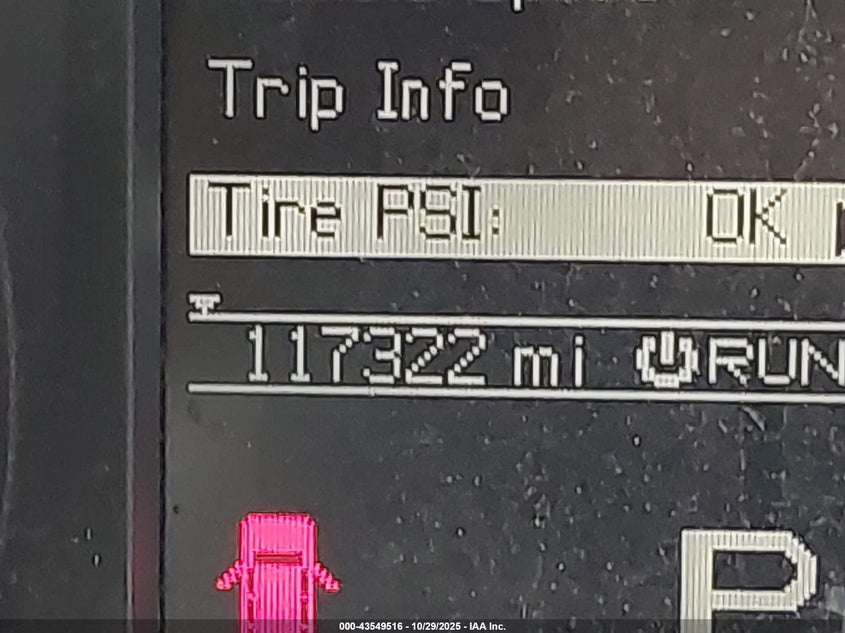 Trip Info
Tire PSI: OK
117322 mi RUN
P
000-43549516 - 10/29/2025 - IAA Inc.